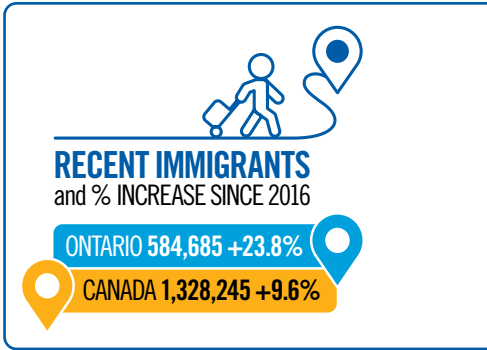 RECENT IMMIGRANTS
and % INCREASE SINCE 2016
ONTARIO 584,685 +23.8%
CANADA 1,328,245 +9.6%